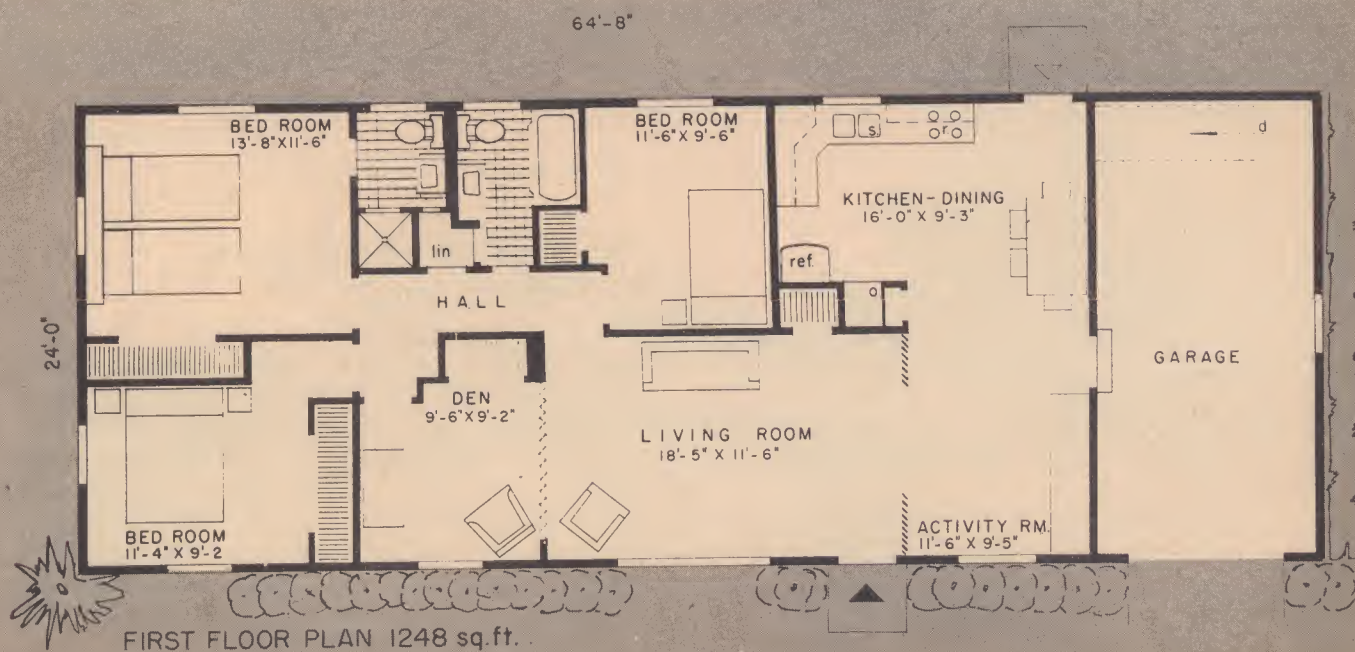 64'-8"
BED ROOM
13'-8"X11'-6"
BED ROOM
11'-6"X 9'-6"
s
r
d
KITCHEN-DINING
16'-0" X 9'-3"
lin
ref.
o
HALL
24'-0"
GARAGE
DEN
9'-6"X9'-2"
LIVING ROOM
18'-5" X 11'-6"
BED ROOM
11'-4" X 9'-2
ACTIVITY RM.
11'-6" X 9'-5"
FIRST FLOOR PLAN 1248 sq.ft.